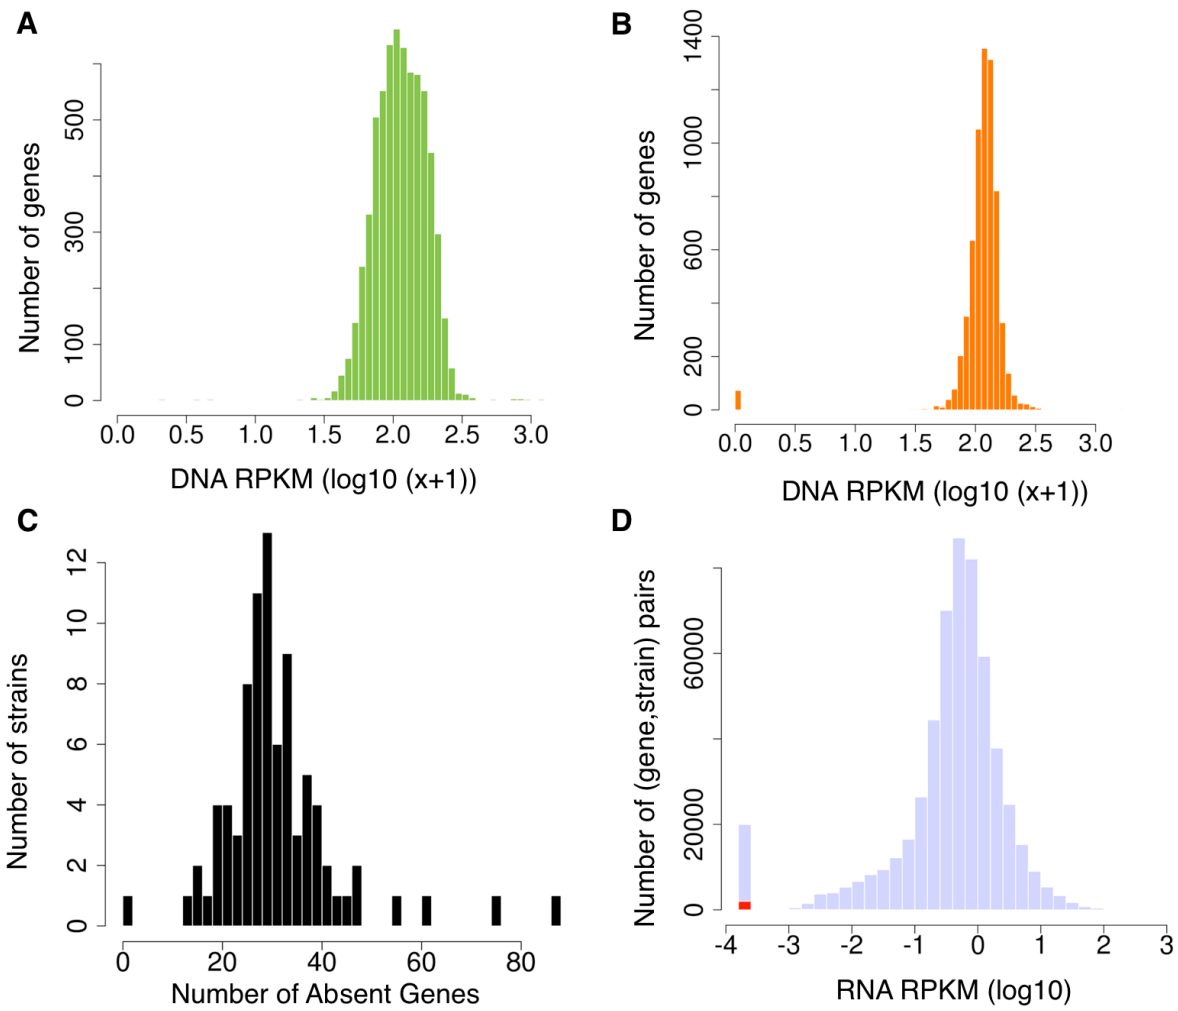 A
Number of genes
500
300
100
0
0.0 0.5 1.0 1.5 2.0 2.5 3.0
DNA RPKM (log10 (x+1))
B
Number of genes
1400
1000
600
200
0
0.0 0.5 1.0 1.5 2.0 2.5 3.0
DNA RPKM (log10 (x+1))
C
Number of strains
12
10
8
6
4
2
0
0 20 40 60 80
Number of Absent Genes
D
Number of (gene,strain) pairs
60000
20000
0
-4 -3 -2 -1 0 1 2 3
RNA RPKM (log10)